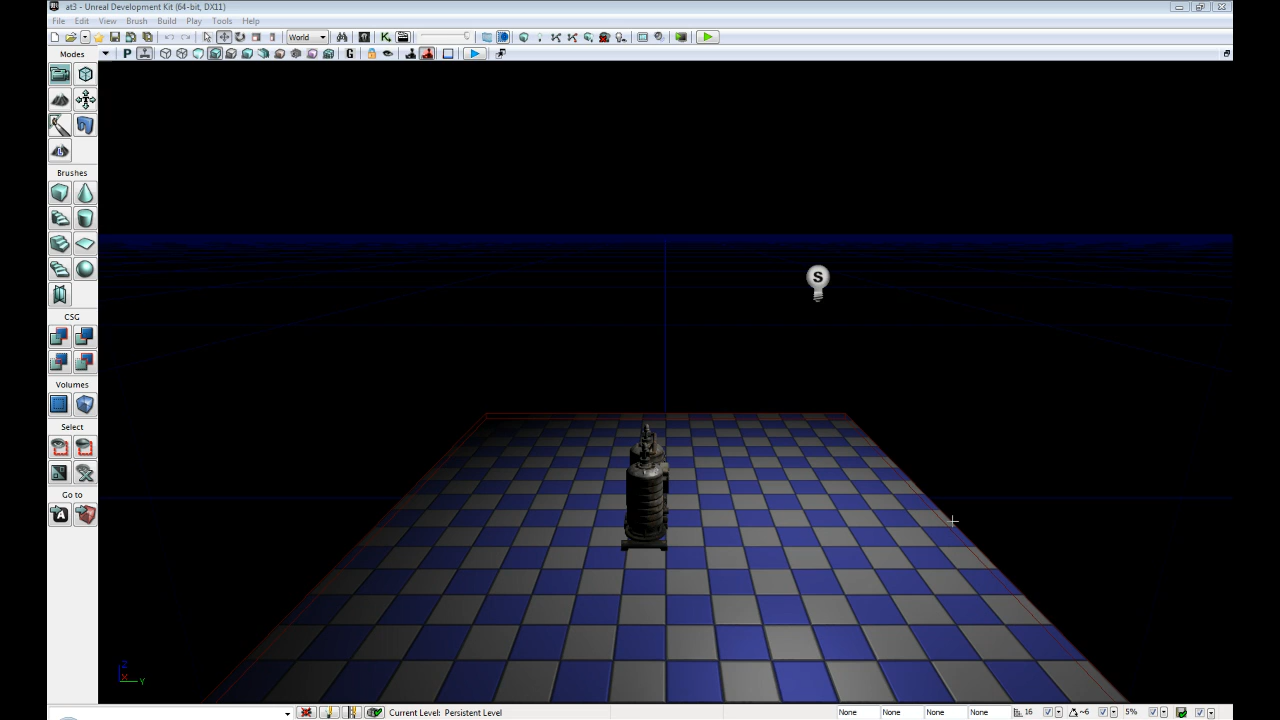 at3 - Unreal Development Kit (64-bit, DX11)
File Edit View Brush Build Play Tools Help
World
Modes
P G
Brushes
CSG
Volumes
Select
Go to
A
S
Z
X
Y
Current Level: Persistent Level
None None None None 16 ~6 5%